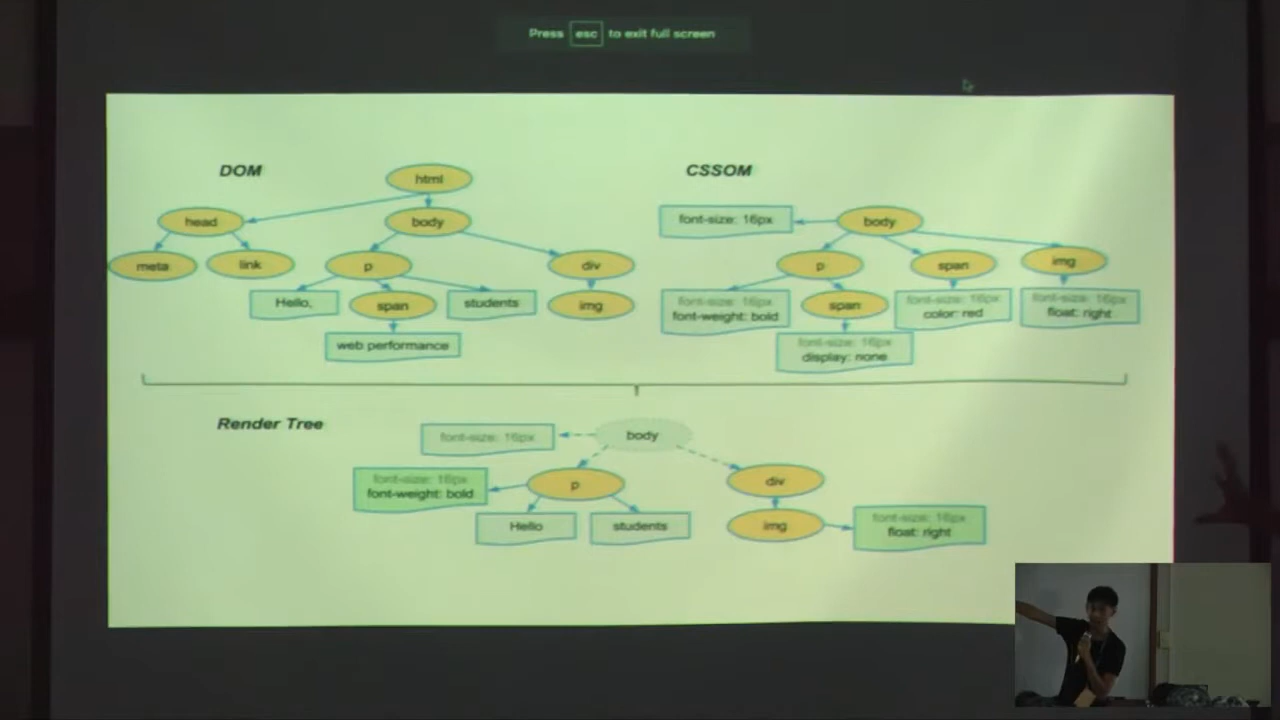 Press esc to exit full screen
DOM
html
head
body
meta
link
p
div
Hello,
span
students
img
web performance
CSSOM
font-size: 16px
body
p
span
img
font-size: 16px
font-weight: bold
span
font-size: 16px
color: red
font-size: 16px
float: right
font-size: 16px
display: none
Render Tree
font-size: 16px
body
font-size: 16px
font-weight: bold
p
div
Hello
students
img
font-size: 16px
float: right